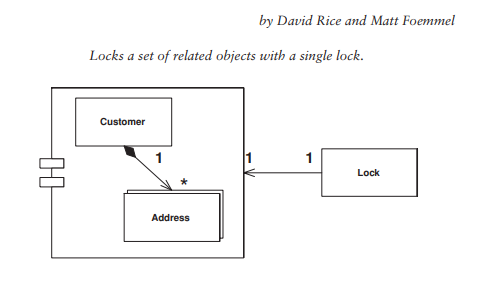 by David Rice and Matt Foemmel
Locks a set of related objects with a single lock.
Customer
1
*
Address
1
1
Lock